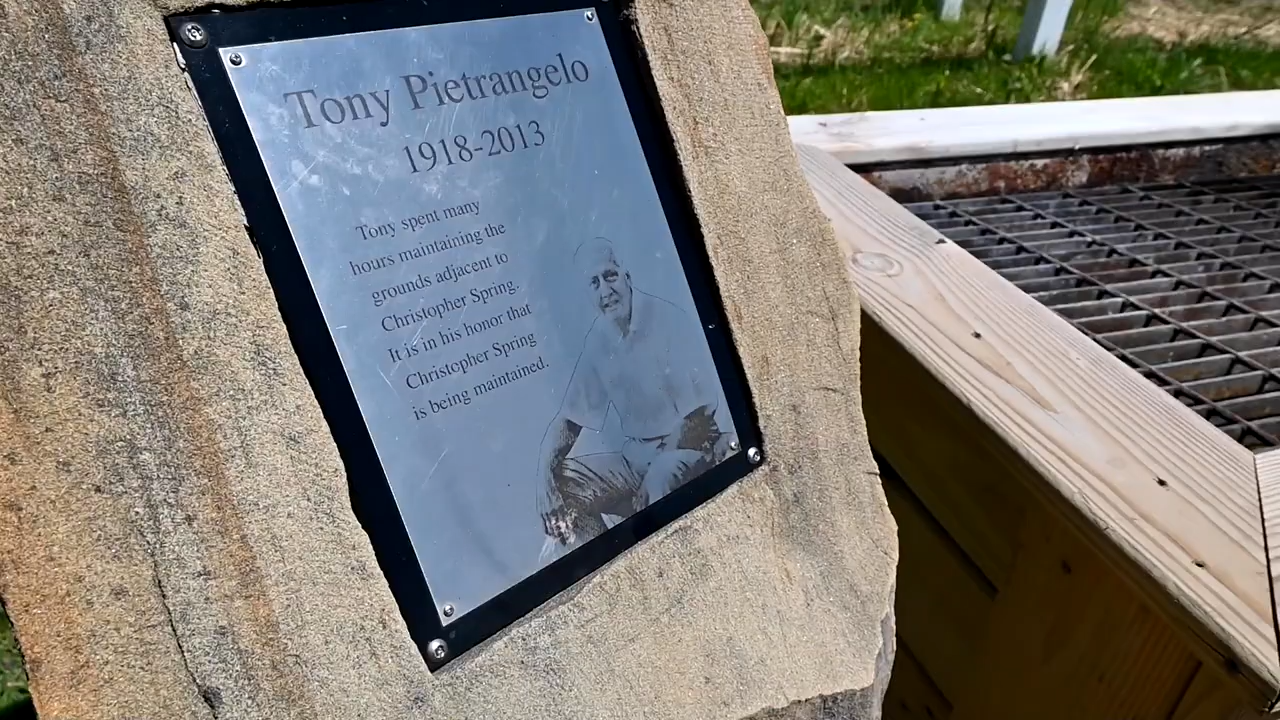 Tony Pietrangelo
1918-2013
Tony spent many
hours maintaining the
grounds adjacent to
Christopher Spring.
It is in his honor that
Christopher Spring
is being maintained.